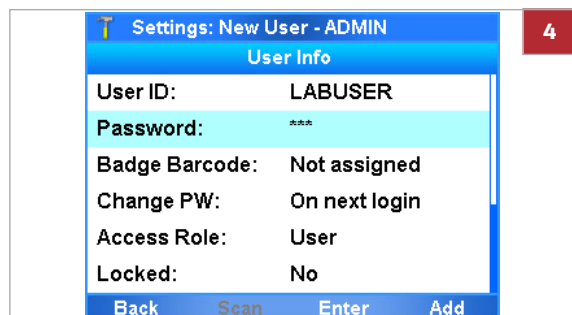 Settings: New User - ADMIN
4
User Info
User ID: LABUSER
Password: ***
Badge Barcode: Not assigned
Change PW: On next login
Access Role: User
Locked: No
Back Scan Enter Add